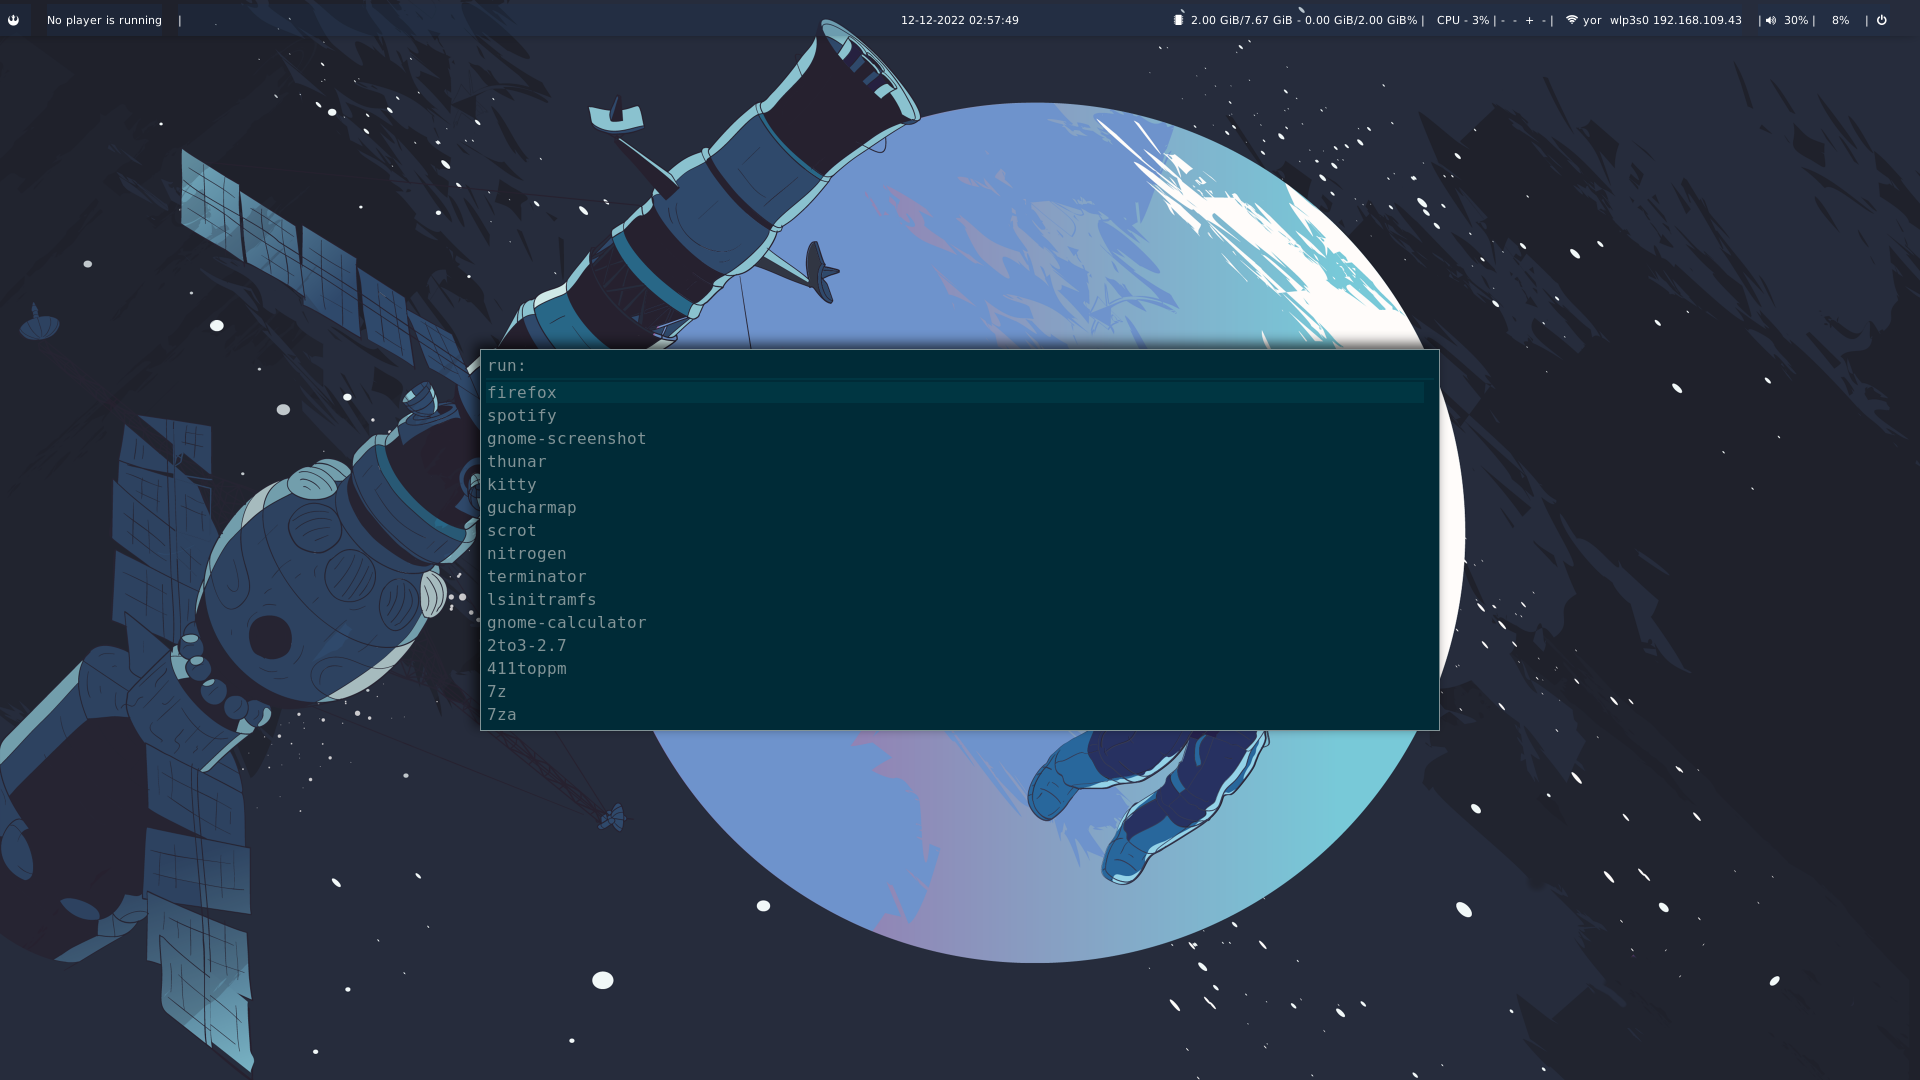 No player is running |
12-12-2022 02:57:49
2.00 GiB/7.67 GiB - 0.00 GiB/2.00 GiB% | CPU - 3% | - - + - | yor wlp3s0 192.168.109.43 | 30% | 8% |
run:
firefox
spotify
gnome-screenshot
thunar
kitty
gucharmap
scrot
nitrogen
terminator
lsinitramfs
gnome-calculator
2to3-2.7
411toppm
7z
7za